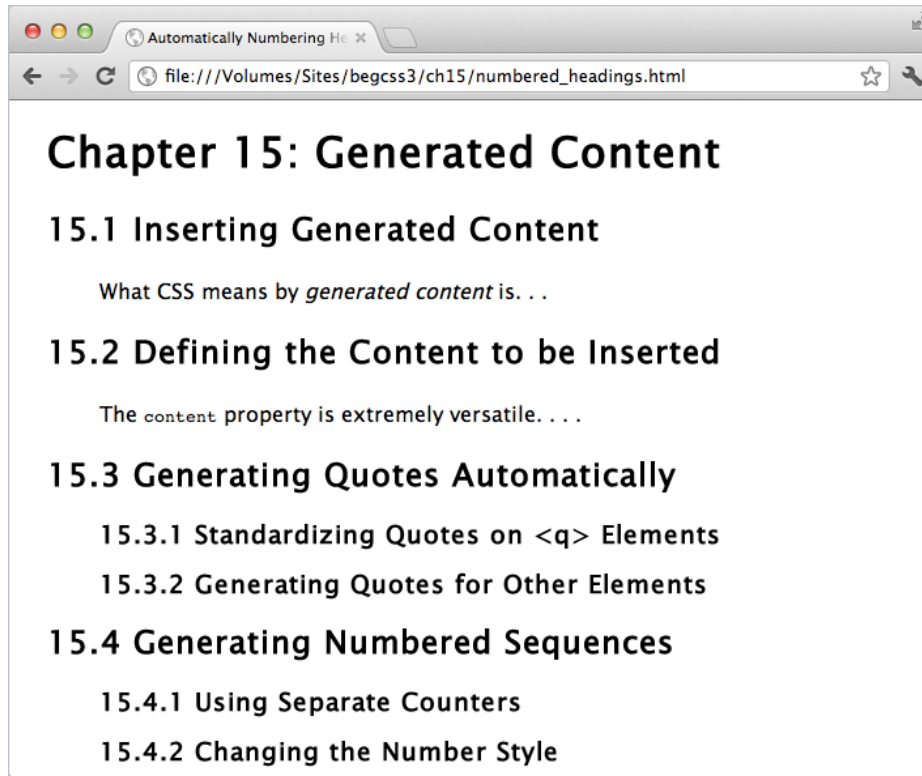 Automatically Numbering He
file:///Volumes/Sites/begcss3/ch15/numbered_headings.html
Chapter 15: Generated Content
15.1 Inserting Generated Content
What CSS means by generated content is. . .
15.2 Defining the Content to be Inserted
The content property is extremely versatile. . . .
15.3 Generating Quotes Automatically
15.3.1 Standardizing Quotes on <q> Elements
15.3.2 Generating Quotes for Other Elements
15.4 Generating Numbered Sequences
15.4.1 Using Separate Counters
15.4.2 Changing the Number Style